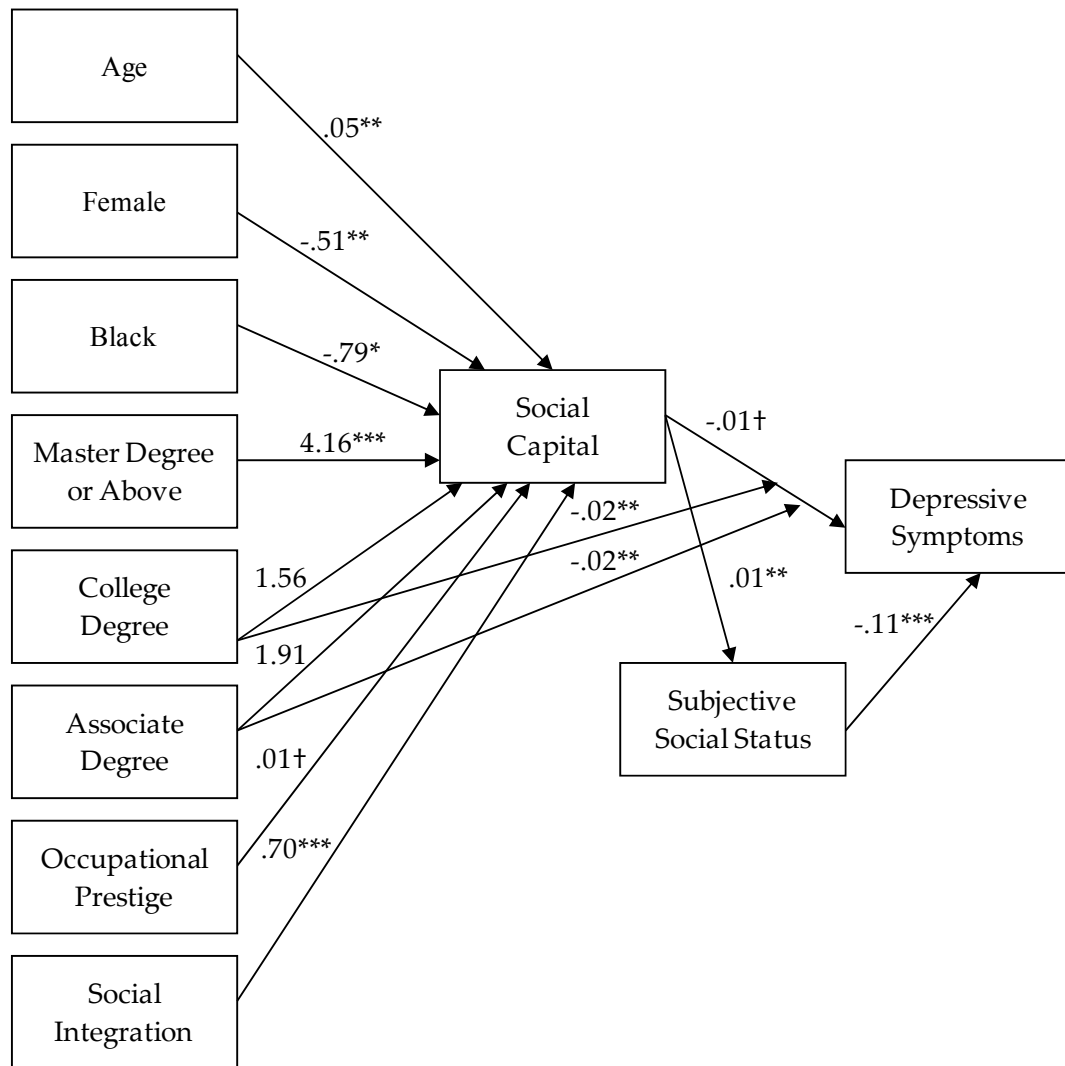 Age
.05**
Female
-.51**
Black
-.79*
Master Degree
or Above
4.16***
Social
Capital
-.01†
College
Degree
1.56
-.02**
Depressive
Symptoms
Associate
Degree
1.91
-.02**
.01**
-.11***
Subjective
Social Status
.01†
Occupational
Prestige
.70***
Social
Integration